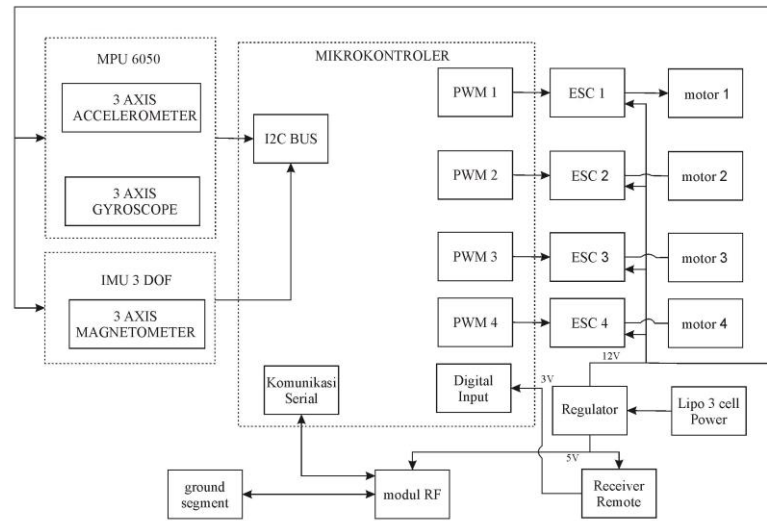 MPU 6050
3 AXIS
ACCELEROMETER
3 AXIS
GYROSCOPE
IMU 3 DOF
3 AXIS
MAGNETOMETER
MIKROKONTROLER
I2C BUS
PWM 1
ESC 1
motor 1
PWM 2
ESC 2
motor 2
PWM 3
ESC 3
motor 3
PWM 4
ESC 4
motor 4
Komunikasi
Serial
Digital
Input
3V
12V
Regulator
Lipo 3 cell
Power
5V
ground
segment
modul RF
Receiver
Remote